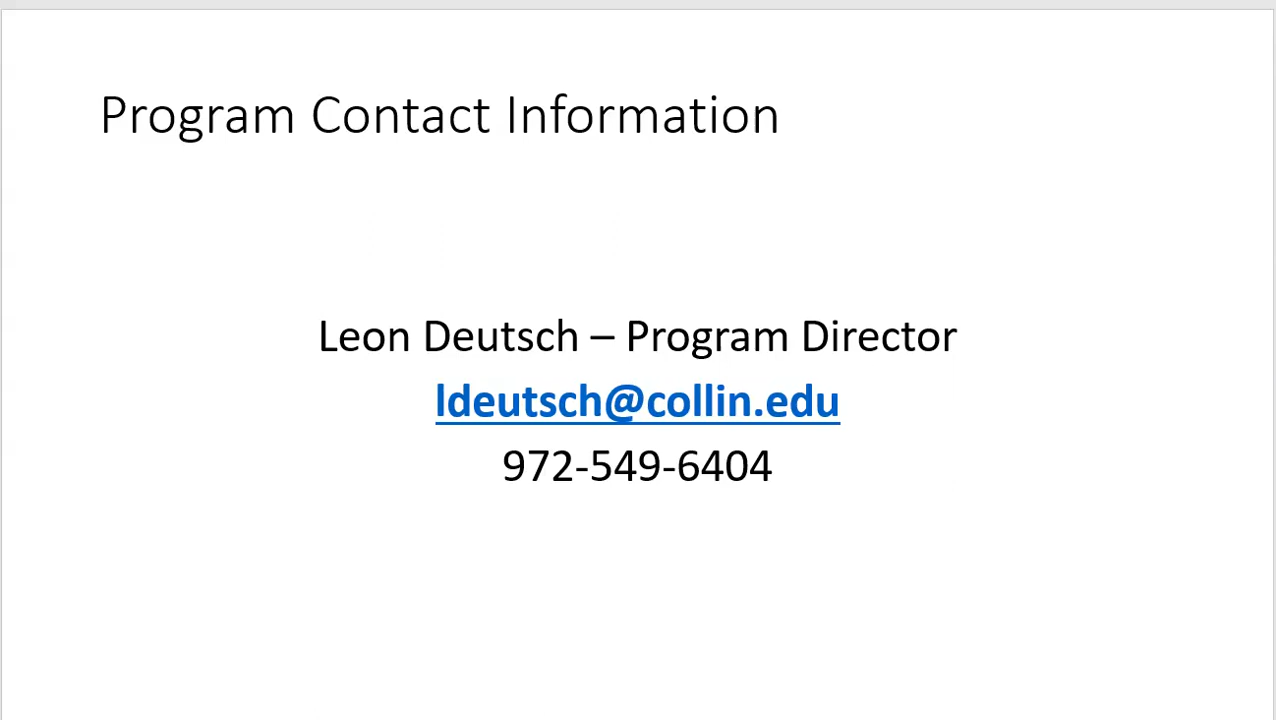 Program Contact Information
Leon Deutsch – Program Director
ldeutsch@collin.edu
972-549-6404